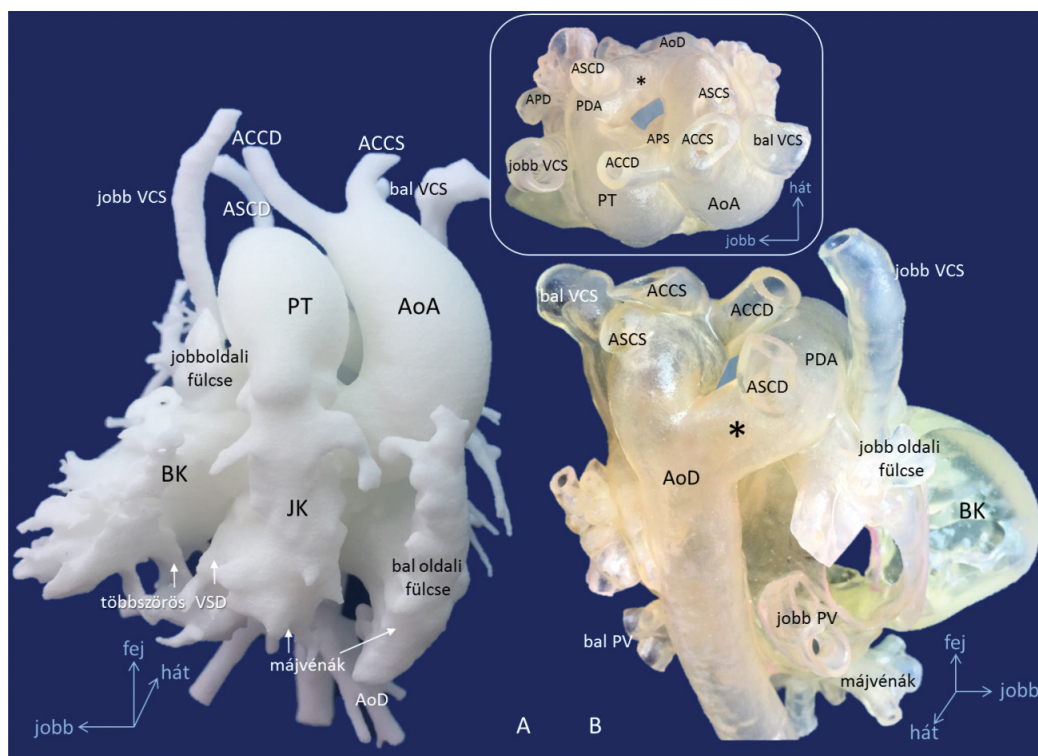 ACCD
ACCS
jobb VCS
bal VCS
ASCD
PT
AoA
jobboldali
fülcse
BK
JK
bal oldali
fülcse
többszörös VSD
májvénák
AoD
fej
hát
jobb
A
AoD
ASCD
*
ASCS
APD
PDA
APS
ACCS
bal VCS
jobb VCS
ACCD
PT
AoA
hát
jobb
bal VCS
ACCS
jobb VCS
ACCD
ASCS
PDA
ASCD
*
jobb oldali
fülcse
AoD
BK
jobb PV
bal PV
májvénák
fej
jobb
hát
B